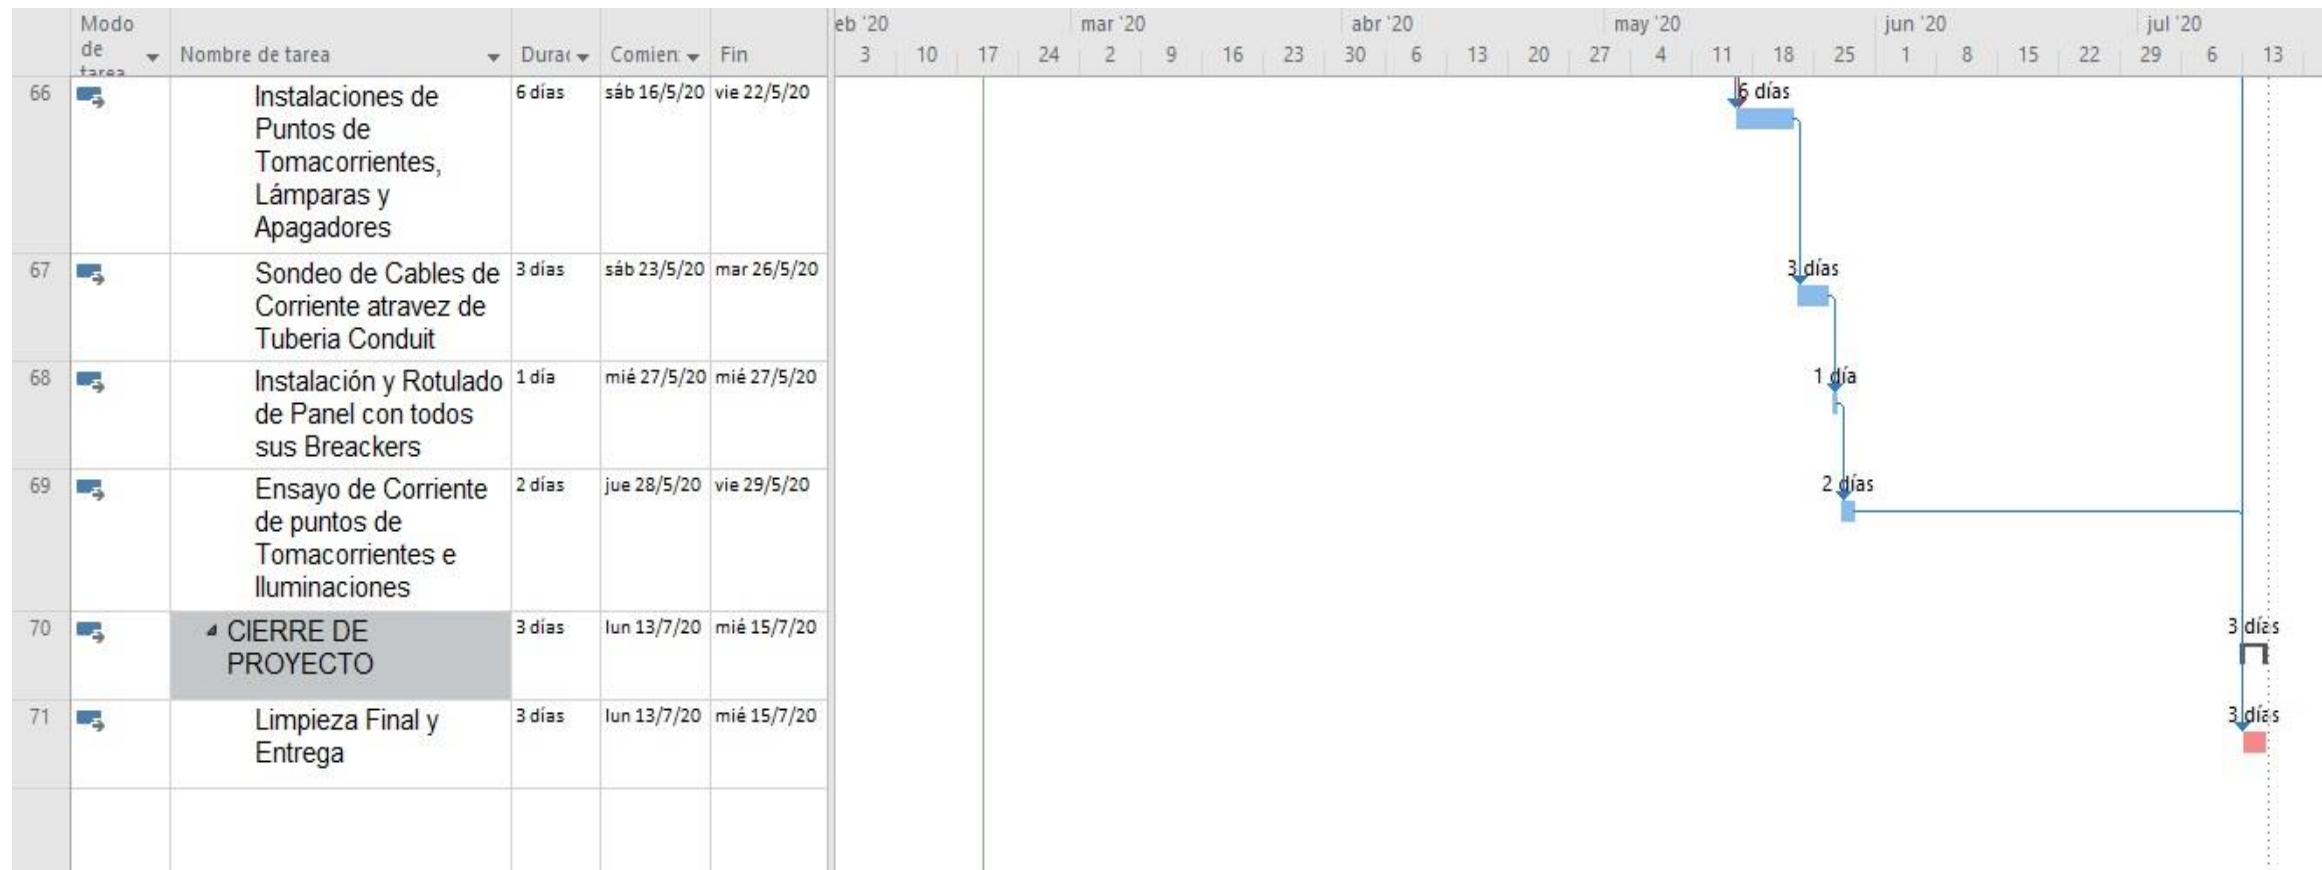 Modo
de
tarea
Nombre de tarea
Durac
Comienz
Fin
eb '20
mar '20
abr '20
may '20
jun '20
jul '20
3 10 17 24 2 9 16 23 30 6 13 20 27 4 11 18 25 1 8 15 22 29 6 13
66 Instalaciones de 6 días sáb 16/5/20 vie 22/5/20 6 días
Puntos de
Tomacorrientes,
Lámparas y
Apagadores
67 Sondeo de Cables de 3 días sáb 23/5/20 mar 26/5/20 3 días
Corriente atravez de
Tuberia Conduit
68 Instalación y Rotulado 1 día mié 27/5/20 mié 27/5/20 1 día
de Panel con todos
sus Breackers
69 Ensayo de Corriente 2 días jue 28/5/20 vie 29/5/20 2 días
de puntos de
Tomacorrientes e
Iluminaciones
70 CIERRE DE 3 días lun 13/7/20 mié 15/7/20 3 días
PROYECTO
71 Limpieza Final y 3 días lun 13/7/20 mié 15/7/20 3 días
Entrega